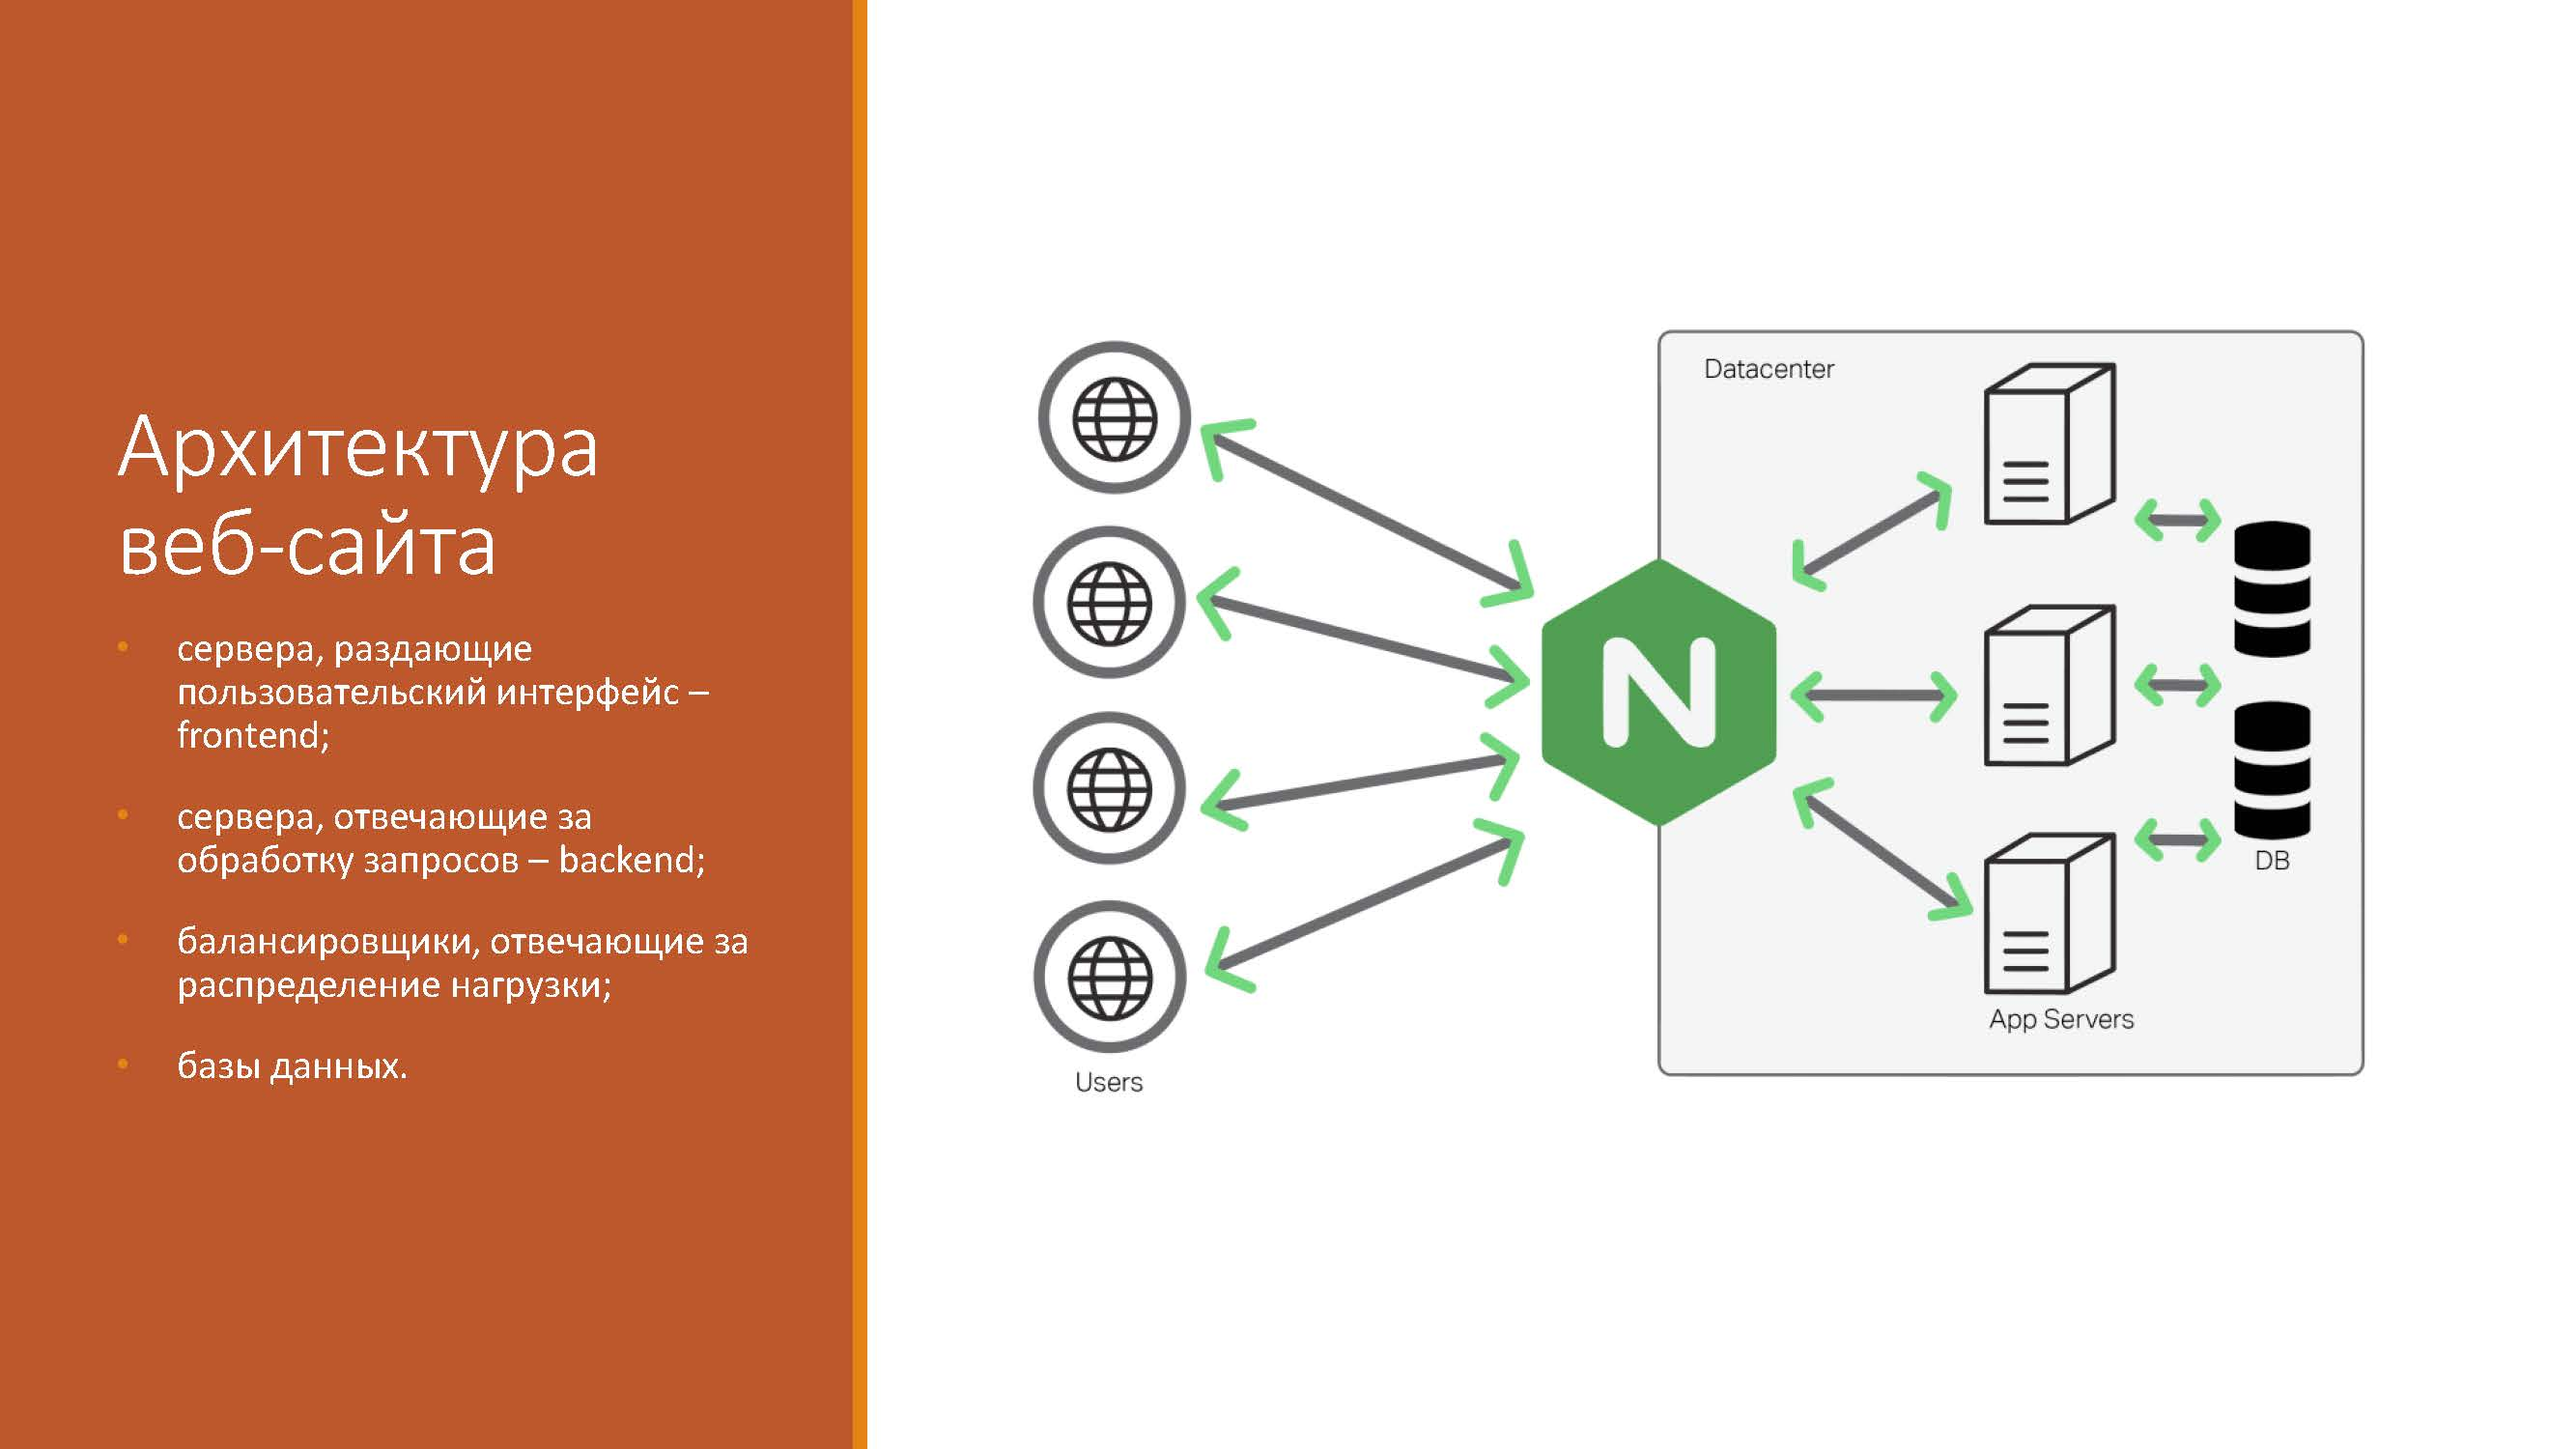 Архитектура
веб-сайта
• сервера, раздающие
пользовательский интерфейс –
frontend;
• сервера, отвечающие за
обработку запросов – backend;
• балансировщики, отвечающие за
распределение нагрузки;
• базы данных.
Datacenter
N
DB
App Servers
Users